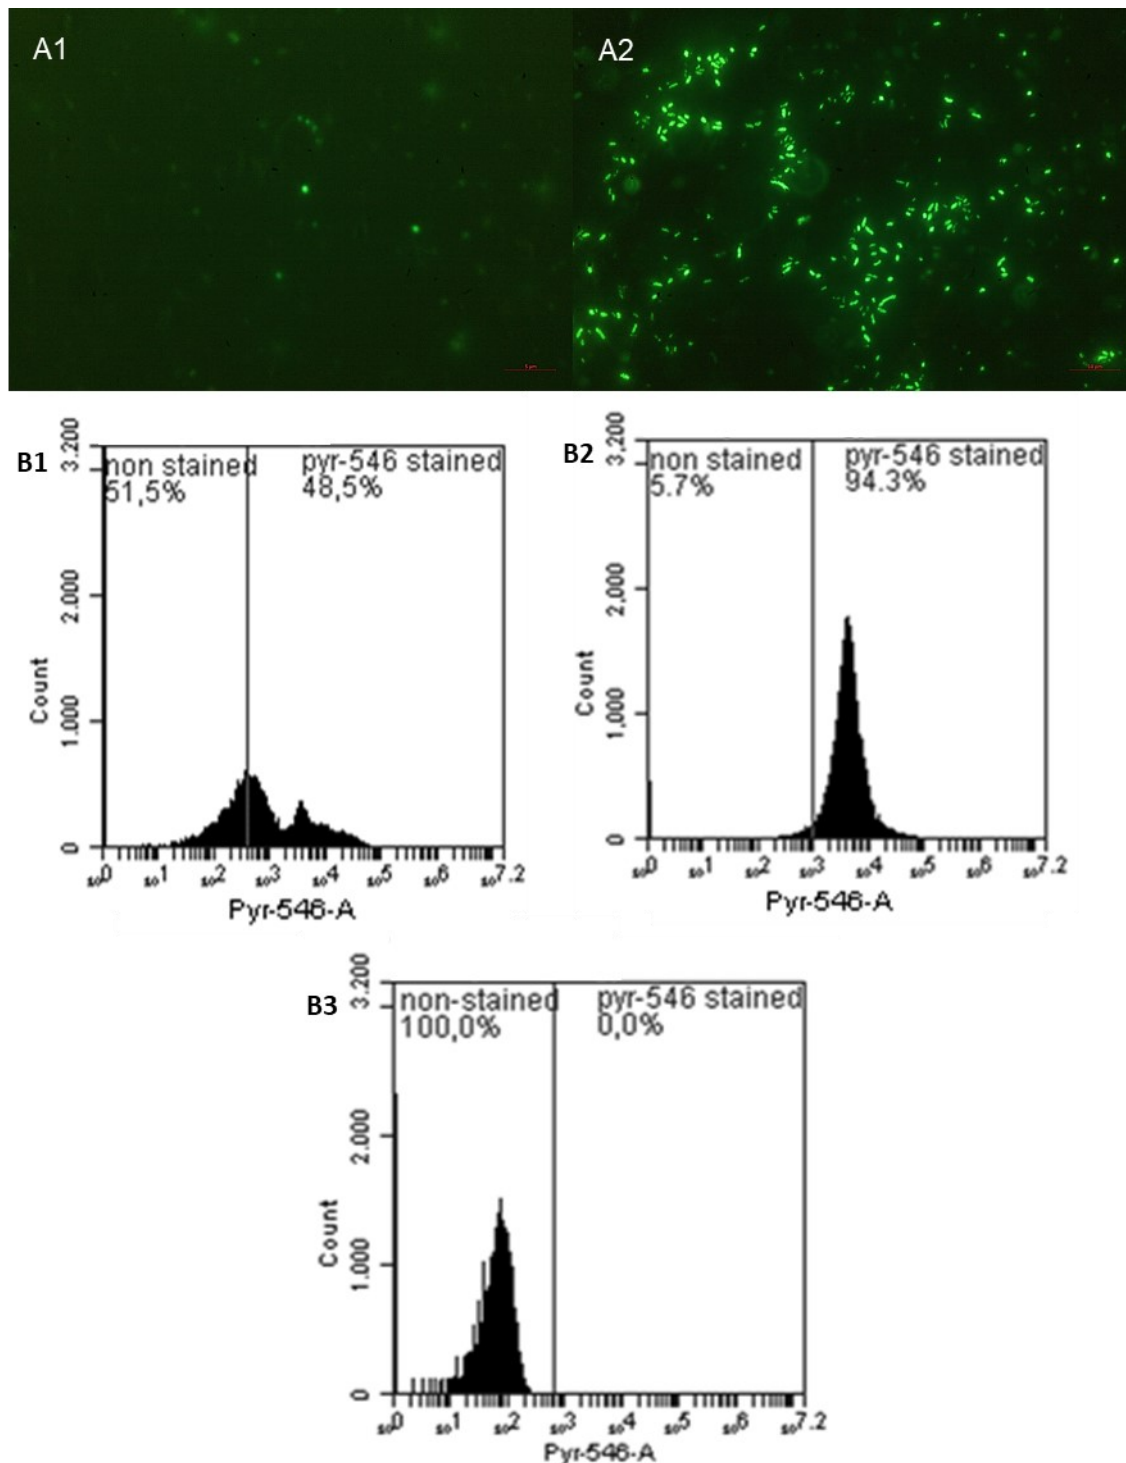 A1
A2
B1
3.200
non stained
pyr-546 stained
51,5%
48,5%
2.000
1.000
0
Count
Pyr-546-A
B2
3.200
non stained
pyr-546 stained
5.7%
94.3%
2,000
1,000
0
Count
Pyr-546-A
B3
3.200
non-stained
pyr-546 stained
100,0%
0,0%
2.000
1.000
0
Count
Pyr-546-A